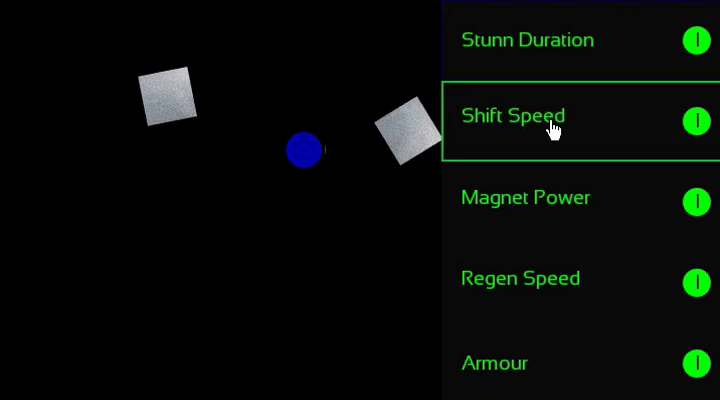 Stunn Duration
Shift Speed
Magnet Power
Regen Speed
Armour